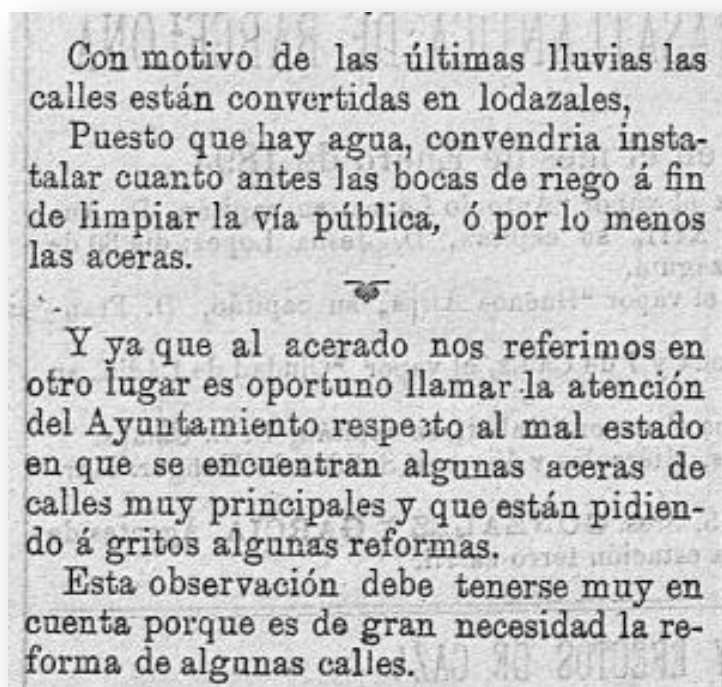 Con motivo de las últimas lluvias las
calles están convertidas en lodazales,
Puesto que hay agua, convendria insta-
talar cuanto antes las bocas de riego á fin
de limpiar la vía pública, ó por lo menos
las aceras.
Y ya que al acerado nos referimos en
otro lugar es oportuno llamar la atención
del Ayuntamiento respecto al mal estado
en que se encuentran algunas aceras de
calles muy principales y que están pidien-
do á gritos algunas reformas.
Esta observación debe tenerse muy en
cuenta porque es de gran necesidad la re-
forma de algunas calles.